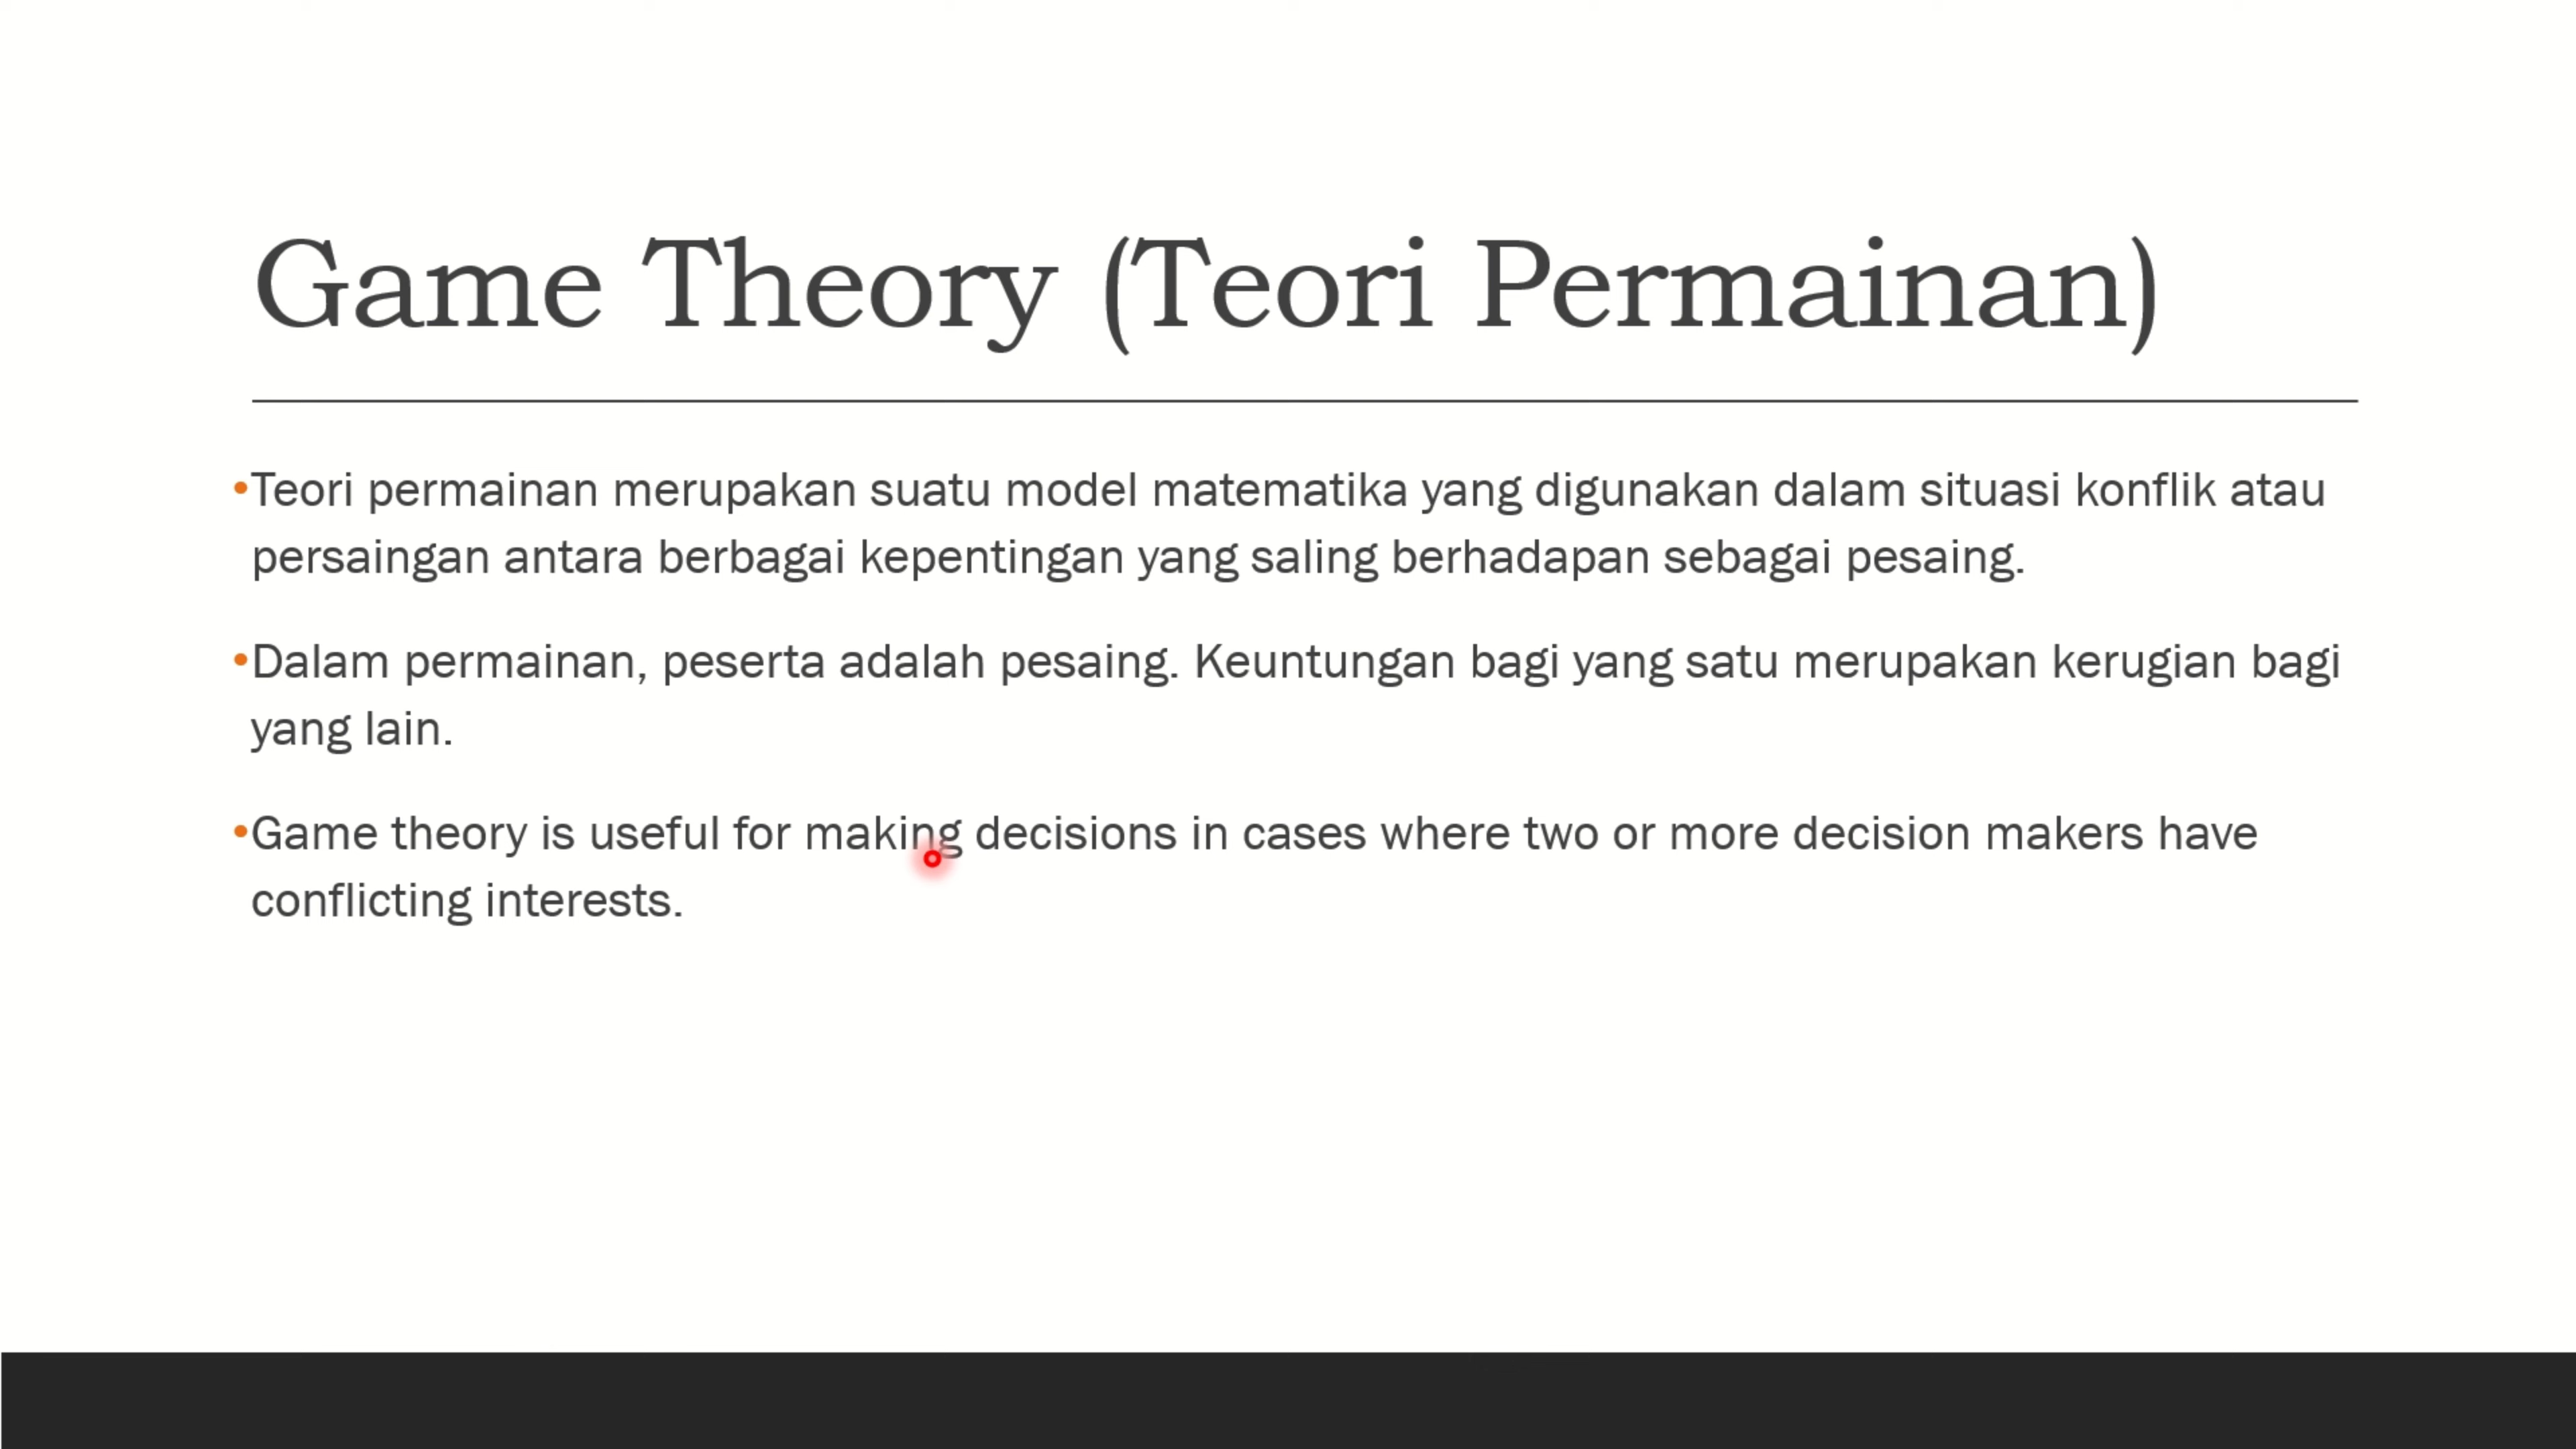 Game Theory (Teori Permainan)
•Teori permainan merupakan suatu model matematika yang digunakan dalam situasi konflik atau
persaingan antara berbagai kepentingan yang saling berhadapan sebagai pesaing.
•Dalam permainan, peserta adalah pesaing. Keuntungan bagi yang satu merupakan kerugian bagi
yang lain.
•Game theory is useful for making decisions in cases where two or more decision makers have
conflicting interests.